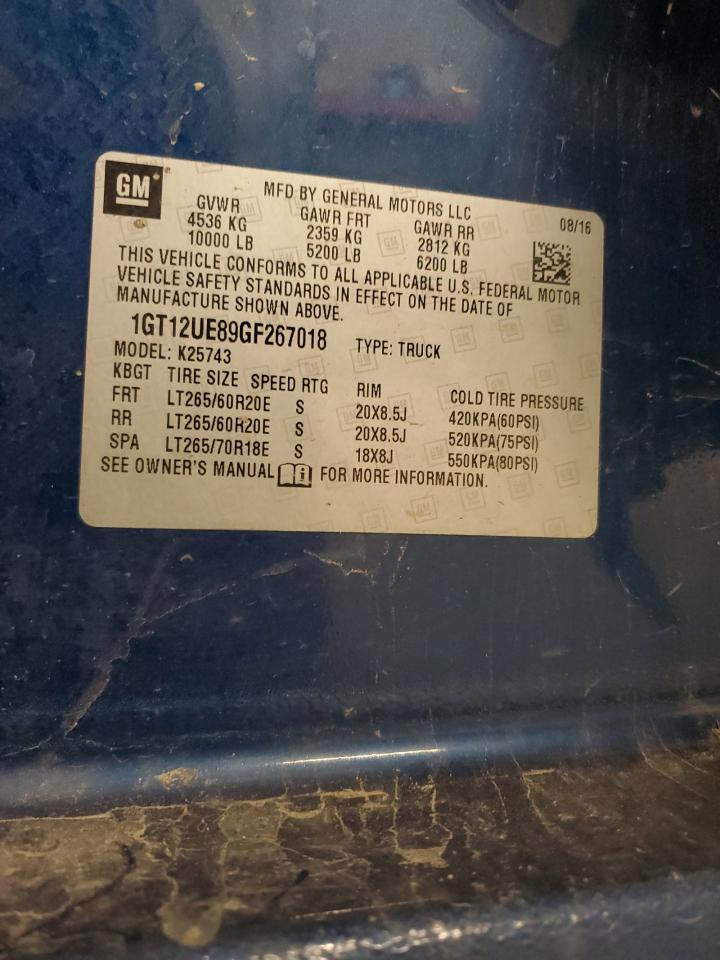 GM
MFD BY GENERAL MOTORS LLC
GVWR GAWR FRT GAWR RR 08/16
4536 KG 2359 KG 2812 KG
10000 LB 5200 LB 6200 LB
THIS VEHICLE CONFORMS TO ALL APPLICABLE U.S. FEDERAL MOTOR
VEHICLE SAFETY STANDARDS IN EFFECT ON THE DATE OF
MANUFACTURE SHOWN ABOVE.
1GT12UE89GF267018 TYPE: TRUCK
MODEL: K25743
KBGT TIRE SIZE SPEED RTG RIM COLD TIRE PRESSURE
FRT LT265/60R20E S 20X8.5J 420KPA(60PSI)
RR LT265/60R20E S 20X8.5J 520KPA(75PSI)
SPA LT265/70R18E S 18X8J 550KPA(80PSI)
SEE OWNER'S MANUAL i FOR MORE INFORMATION.